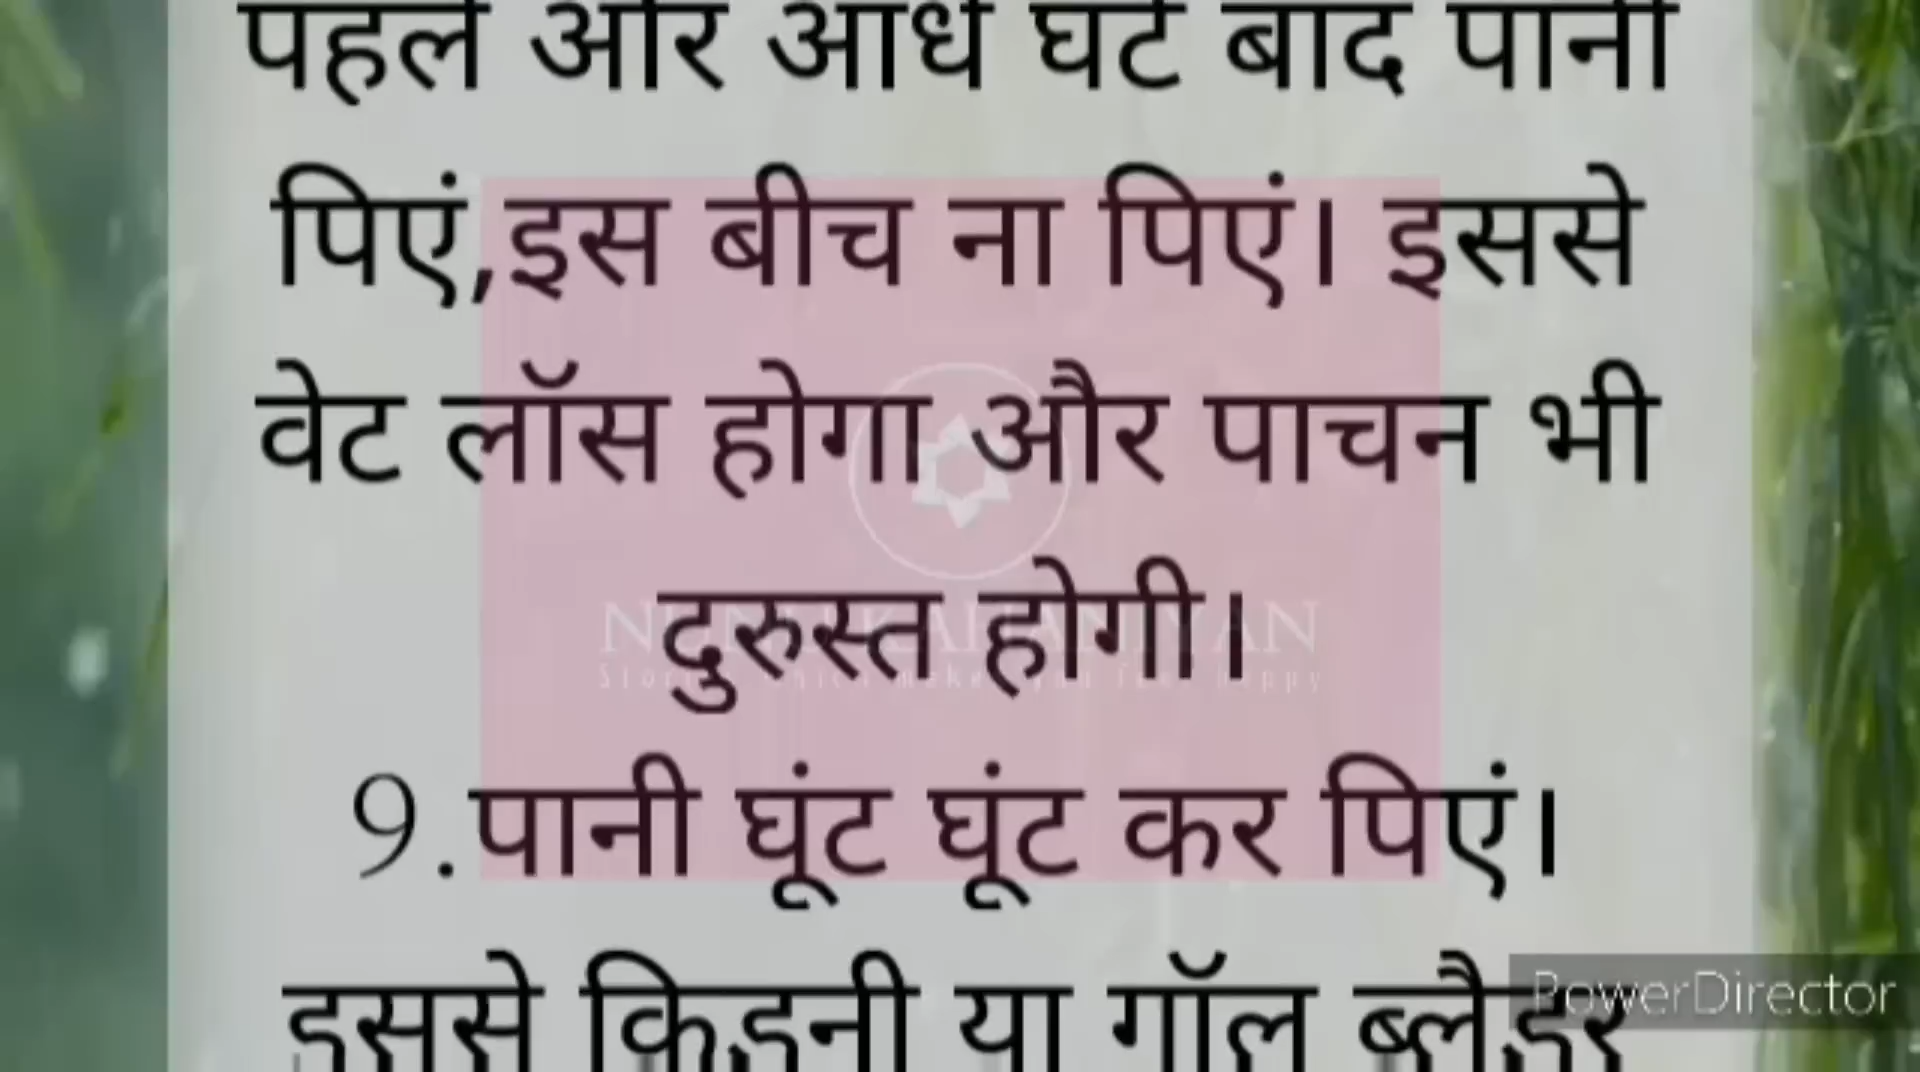 पहले और आधे घंटे बाद पानी
पिएं,इस बीच ना पिएं। इससे
वेट लॉस होगा और पाचन भी
दुरुस्त होगी।
9.पानी घूंट घूंट कर पिएं।
इससे किडनी या गॉल ब्लैडर
PowerDirector